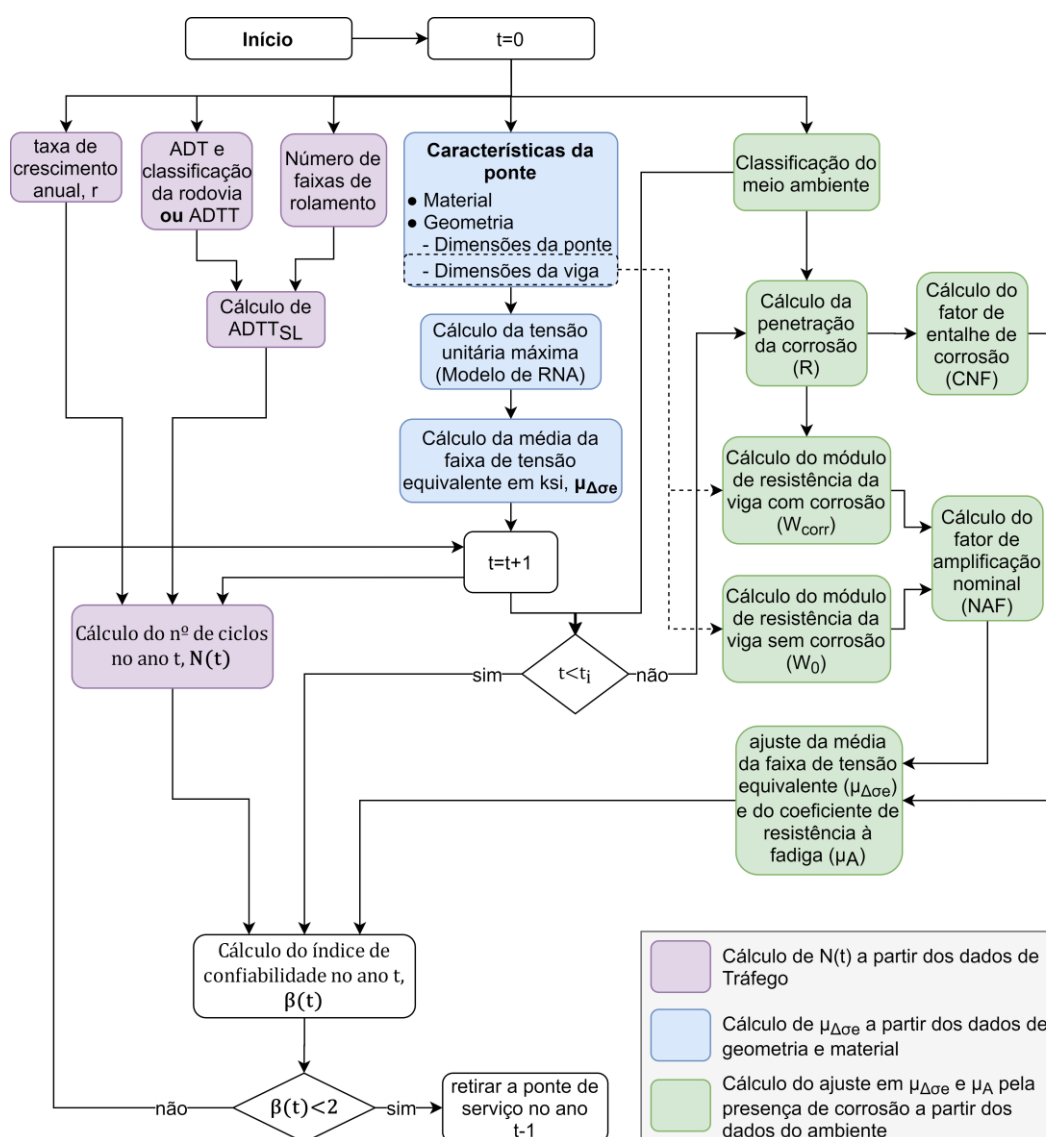 Início
t=0
taxa de
crescimento
anual, r
ADT e
classificação
da rodovia
ou ADTT
Número de
faixas de
rolamento
Características da
ponte
● Material
● Geometria
- Dimensões da ponte
- Dimensões da viga
Classificação do
meio ambiente
Cálculo de
ADTTSL
Cálculo da tensão
unitária máxima
(Modelo de RNA)
Cálculo da
penetração
da corrosão
(R)
Cálculo do
fator de
entalhe de
corrosão
(CNF)
Cálculo da média da
faixa de tensão
equivalente em ksi, μΔσe
Cálculo do módulo
de resistência da
viga com corrosão
(Wcorr)
Cálculo do
fator de
amplificação
nominal
(NAF)
t=t+1
Cálculo do módulo
de resistência da
viga sem corrosão
(W0)
Cálculo do nº de ciclos
no ano t, N(t)
sim
t<ti
não
ajuste da média
da faixa de tensão
equivalente (μΔσe)
e do coeficiente de
resistência à
fadiga (μA)
Cálculo do índice de
confiabilidade no ano t,
β(t)
não
β(t)<2
sim
retirar a ponte de
serviço no ano
t-1
Cálculo de N(t) a partir dos dados de
Tráfego
Cálculo de μΔσe a partir dos dados de
geometria e material
Cálculo do ajuste em μΔσe e μA pela
presença de corrosão a partir dos
dados do ambiente